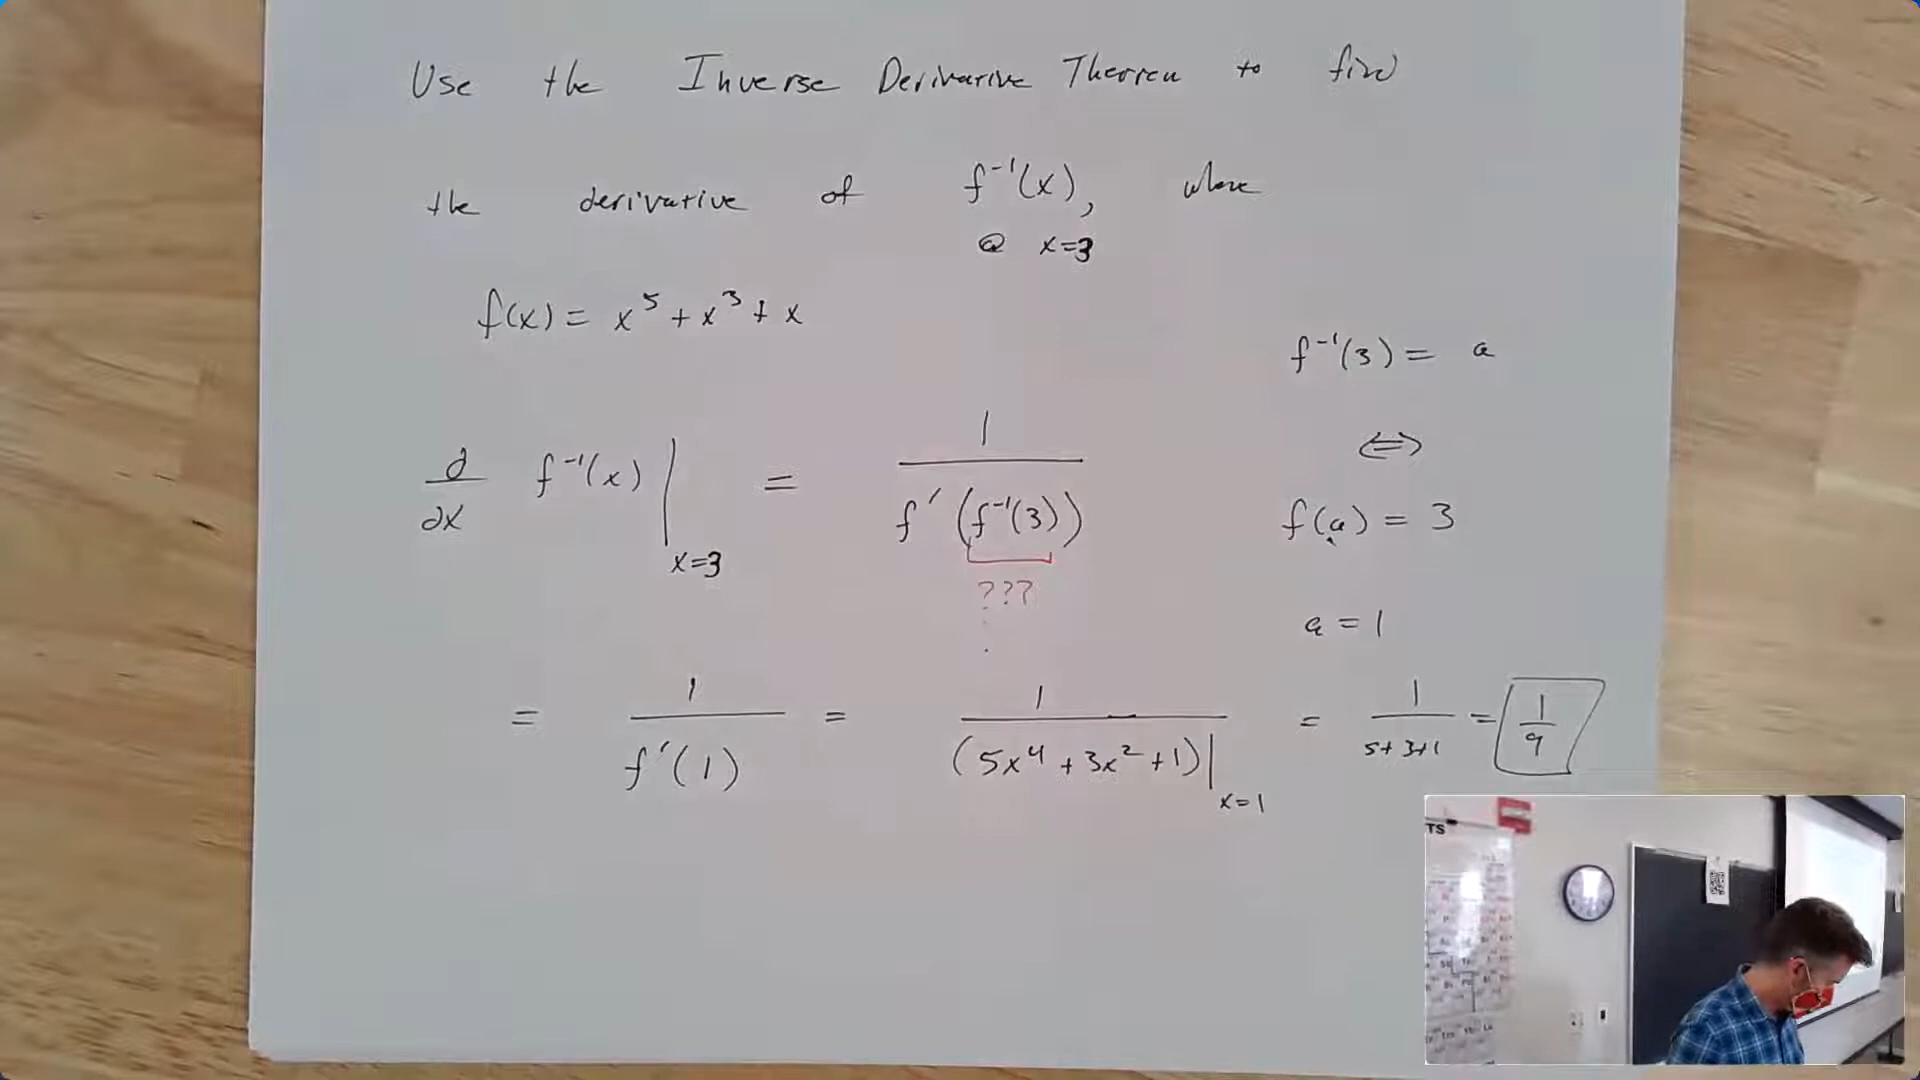 Use the Inverse Derivative Theorem to find
the derivative of f⁻¹(x), where
@ x=3
f(x) = x⁵ + x³ + x
f⁻¹(3) = a
⟺
f(a) = 3
a = 1
d/dx f⁻¹(x) |ₓ₌₃ = 1 / f′(f⁻¹(3))
???
= 1 / f′(1) = 1 / (5x⁴ + 3x² + 1)|ₓ₌₁ = 1 / 5+3+1 = 1/9
TS